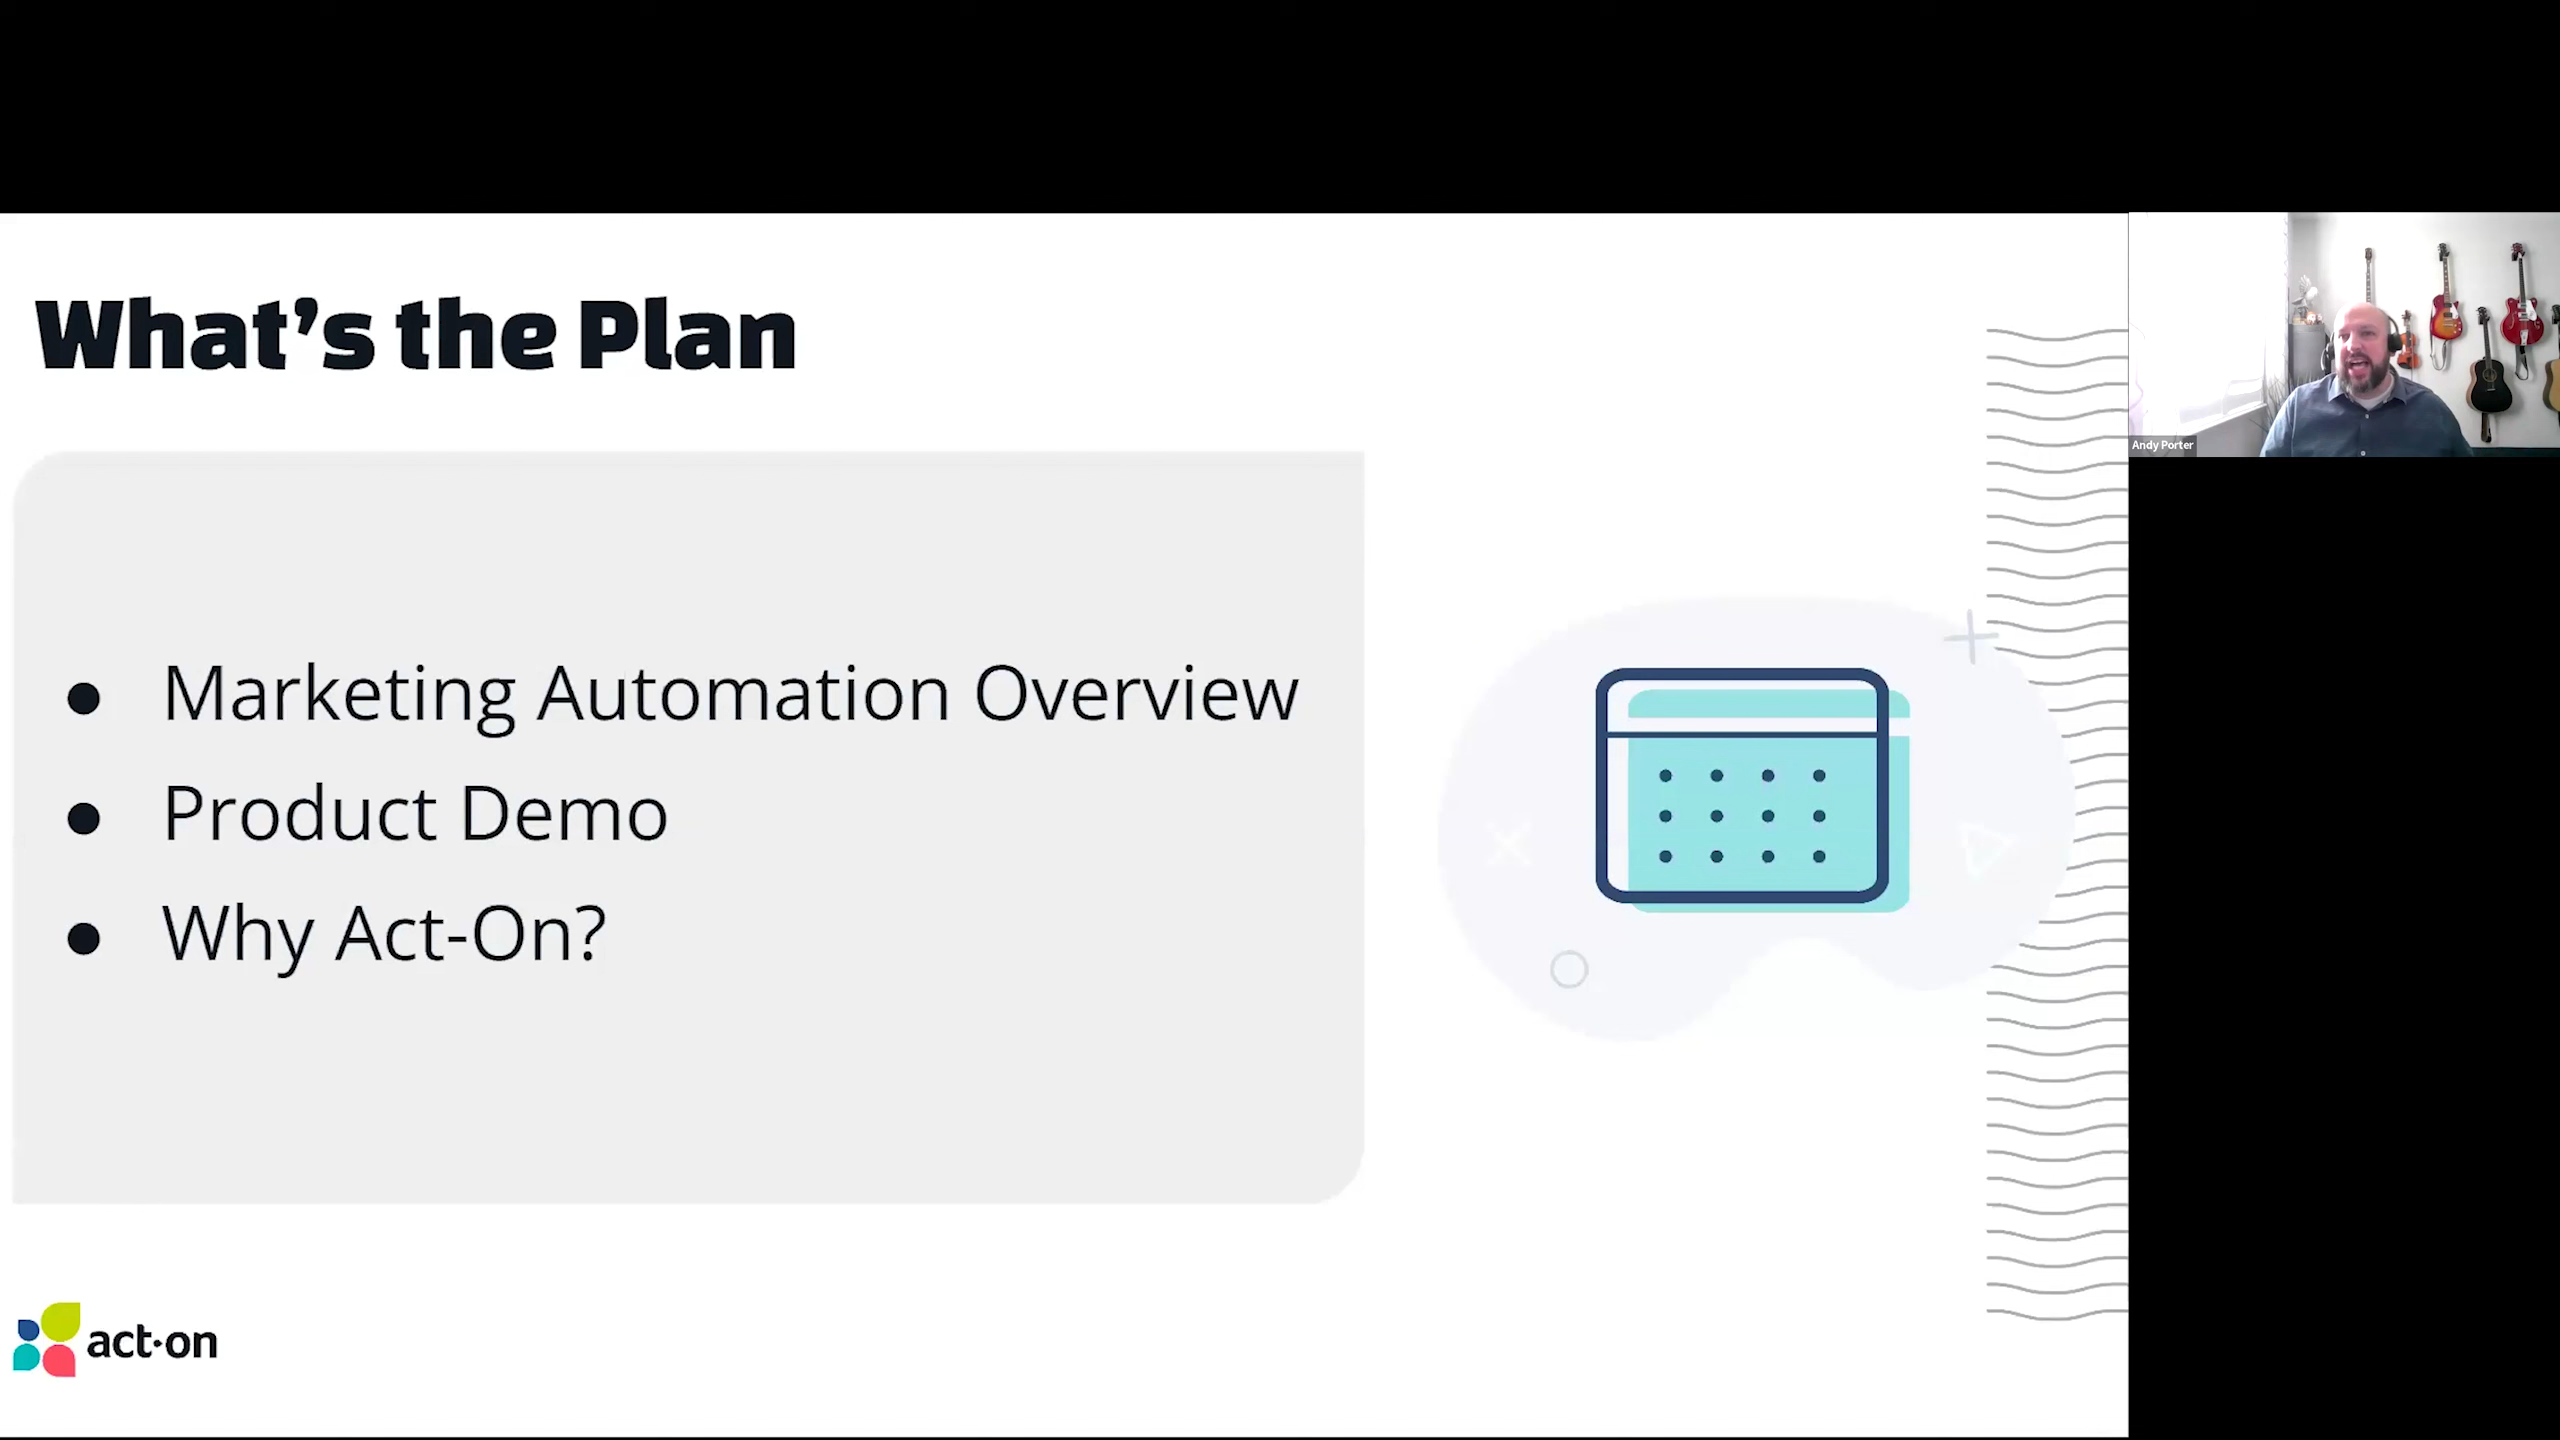 What's the Plan
Marketing Automation Overview
Product Demo
Why Act-On?
act·on
Andy Porter